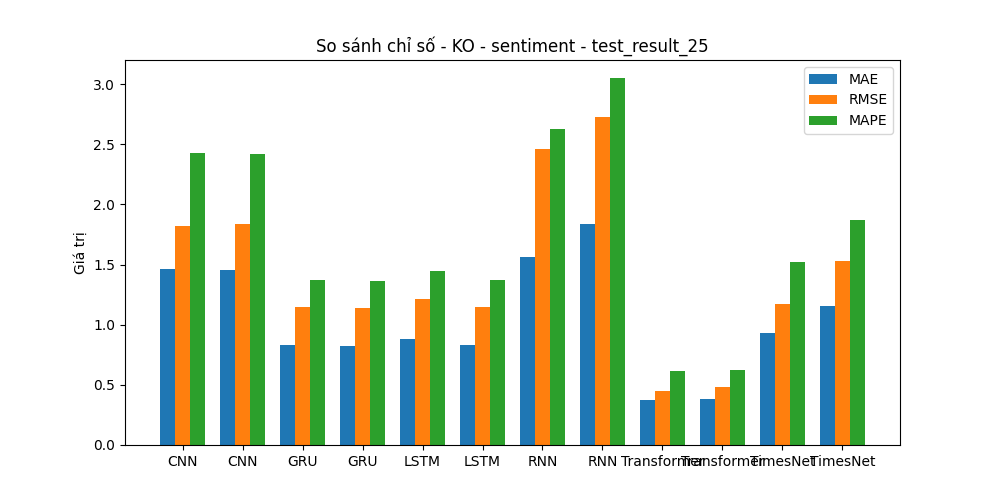 So sánh chỉ số - KO - sentiment - test_result_25
MAE
RMSE
MAPE
Giá trị
3.0
2.5
2.0
1.5
1.0
0.5
0.0
CNN CNN GRU GRU LSTM LSTM RNN RNN Transformer Transformer TimesNet TimesNet